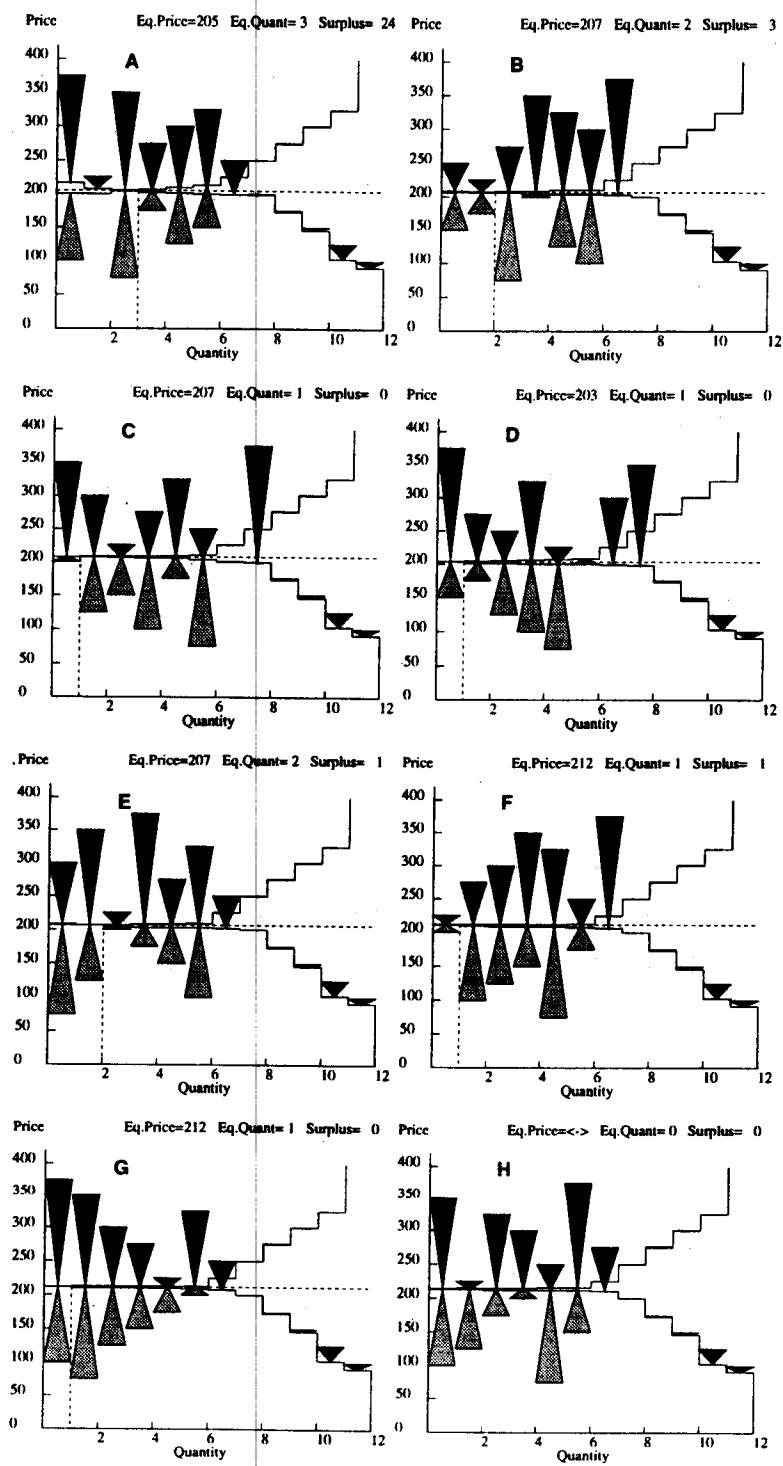 Price Eq.Price=205 Eq.Quant= 3 Surplus= 24
A
400
350
300
250
200
150
100
50
0
2 4 6 8 10 12
Quantity
Price Eq.Price=207 Eq.Quant= 2 Surplus= 3
B
400
350
300
250
200
150
100
50
0
2 4 6 8 10 12
Quantity
Price Eq.Price=207 Eq.Quant= 1 Surplus= 0
C
400
350
300
250
200
150
100
50
0
2 4 6 8 10 12
Quantity
Price Eq.Price=203 Eq.Quant= 1 Surplus= 0
D
400
350
300
250
200
150
100
50
0
2 4 6 8 10 12
Quantity
Price Eq.Price=207 Eq.Quant= 2 Surplus= 1
E
400
350
300
250
200
150
100
50
0
2 4 6 8 10 12
Quantity
Price Eq.Price=212 Eq.Quant= 1 Surplus= 1
F
400
350
300
250
200
150
100
50
0
2 4 6 8 10 12
Quantity
Price Eq.Price=212 Eq.Quant= 1 Surplus= 0
G
400
350
300
250
200
150
100
50
0
2 4 6 8 10 12
Quantity
Price Eq.Price=<-> Eq.Quant= 0 Surplus= 0
H
400
350
300
250
200
150
100
50
0
2 4 6 8 10 12
Quantity